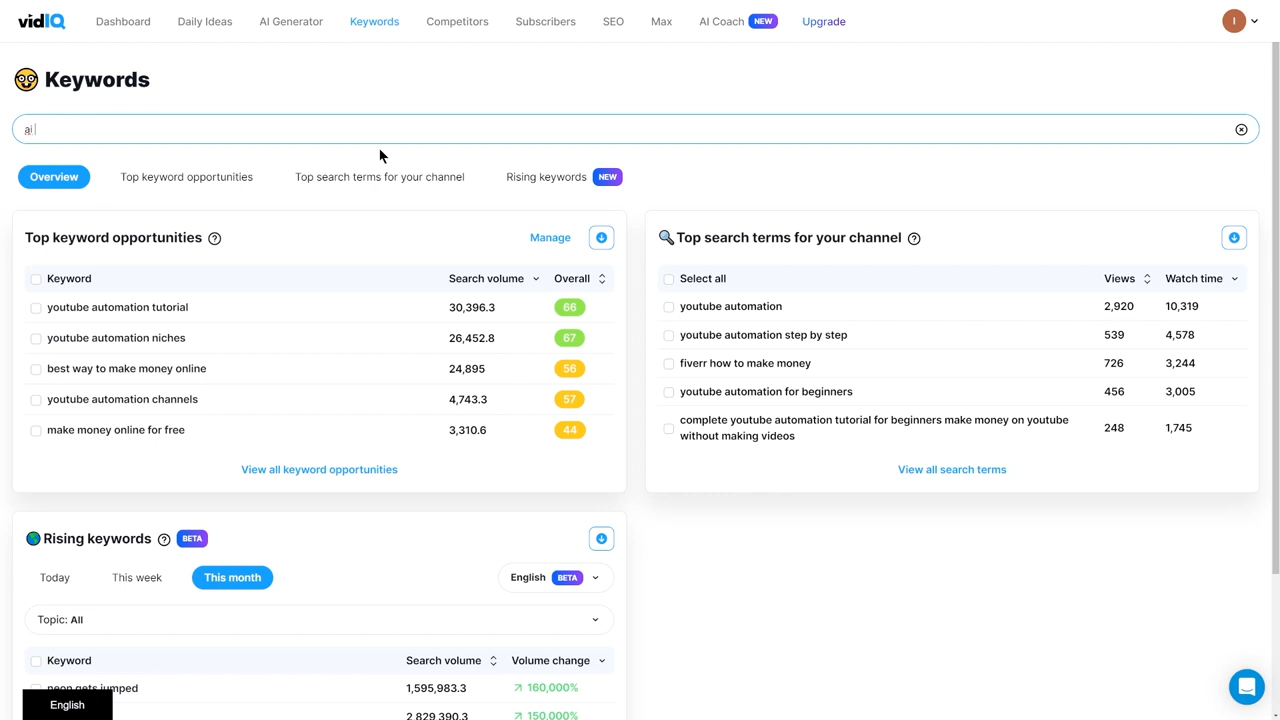 vidIQ Dashboard Daily Ideas AI Generator Keywords Competitors Subscribers SEO Max AI Coach NEW Upgrade I
Keywords
ai
Overview Top keyword opportunities Top search terms for your channel Rising keywords NEW
Top keyword opportunities ? Manage
Keyword Search volume Overall
youtube automation tutorial 30,396.3 66
youtube automation niches 26,452.8 67
best way to make money online 24,895 56
youtube automation channels 4,743.3 57
make money online for free 3,310.6 44
View all keyword opportunities
Top search terms for your channel ?
Select all Views Watch time
youtube automation 2,920 10,319
youtube automation step by step 539 4,578
fiverr how to make money 726 3,244
youtube automation for beginners 456 3,005
complete youtube automation tutorial for beginners make money on youtube
without making videos 248 1,745
View all search terms
Rising keywords ? BETA
Today This week This month English BETA
Topic: All
Keyword Search volume Volume change
neon gets jumped 1,595,983.3 160,000%
2,829,390.3 150,000%
English